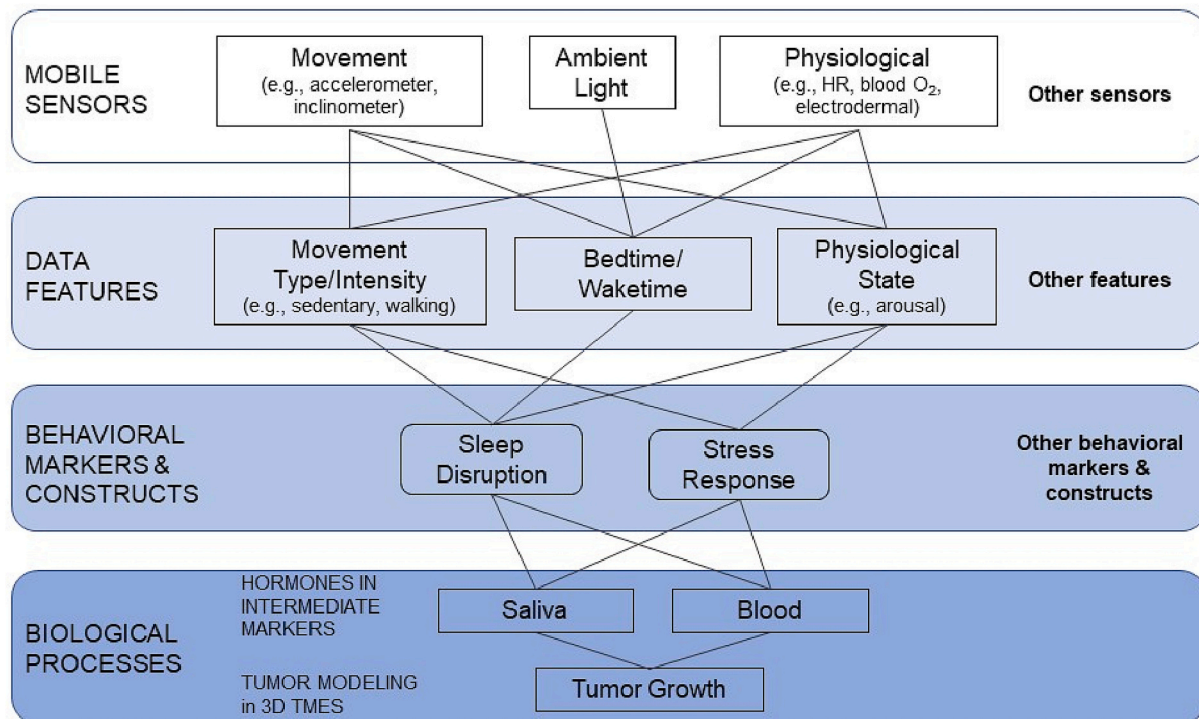 MOBILE
SENSORS
Movement
(e.g., accelerometer,
inclinometer)
Ambient
Light
Physiological
(e.g., HR, blood O₂,
electrodermal)
Other sensors
DATA
FEATURES
Movement
Type/Intensity
(e.g., sedentary, walking)
Bedtime/
Waketime
Physiological
State
(e.g., arousal)
Other features
BEHAVIORAL
MARKERS &
CONSTRUCTS
Sleep
Disruption
Stress
Response
Other behavioral
markers &
constructs
BIOLOGICAL
PROCESSES
HORMONES IN
INTERMEDIATE
MARKERS
Saliva
Blood
TUMOR MODELING
in 3D TMES
Tumor Growth